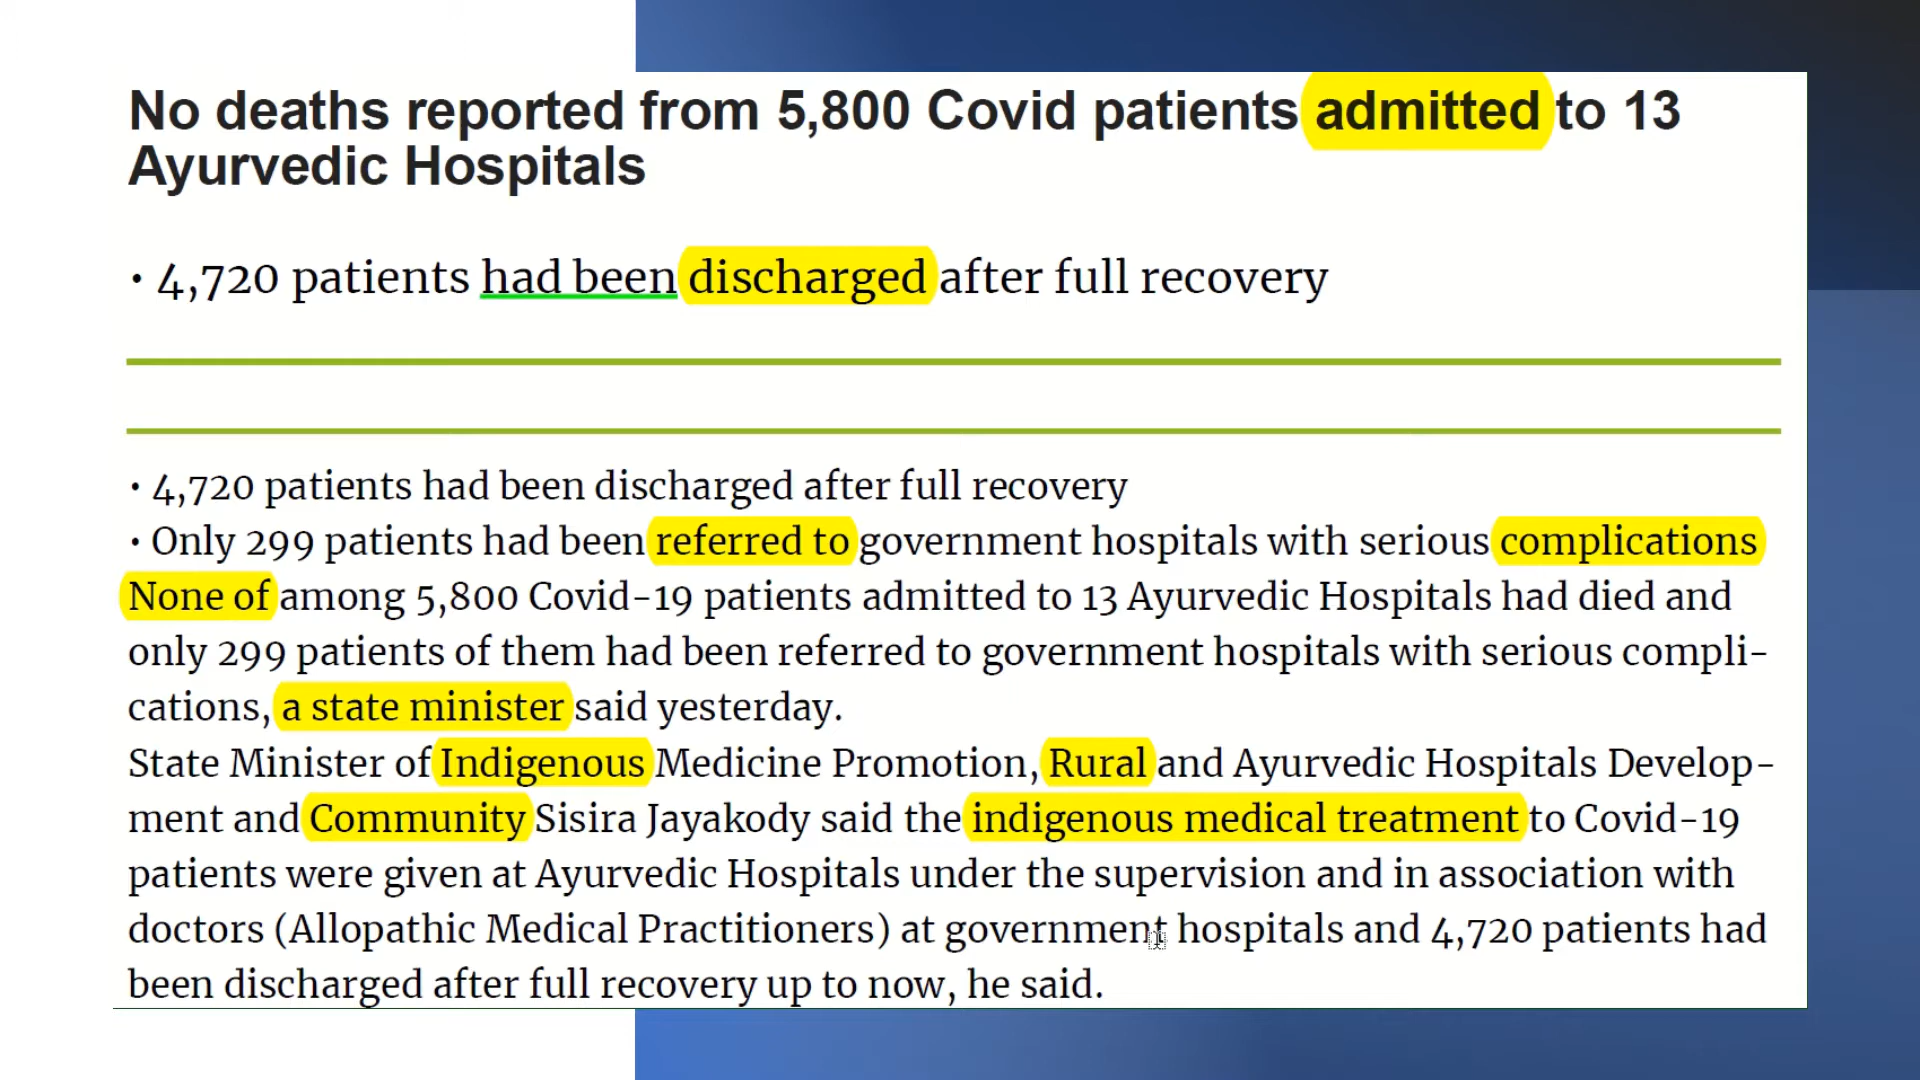 No deaths reported from 5,800 Covid patients admitted to 13
Ayurvedic Hospitals
• 4,720 patients had been discharged after full recovery
• 4,720 patients had been discharged after full recovery
• Only 299 patients had been referred to government hospitals with serious complications
None of among 5,800 Covid-19 patients admitted to 13 Ayurvedic Hospitals had died and
only 299 patients of them had been referred to government hospitals with serious compli-
cations, a state minister said yesterday.
State Minister of Indigenous Medicine Promotion, Rural and Ayurvedic Hospitals Develop-
ment and Community Sisira Jayakody said the indigenous medical treatment to Covid-19
patients were given at Ayurvedic Hospitals under the supervision and in association with
doctors (Allopathic Medical Practitioners) at government hospitals and 4,720 patients had
been discharged after full recovery up to now, he said.